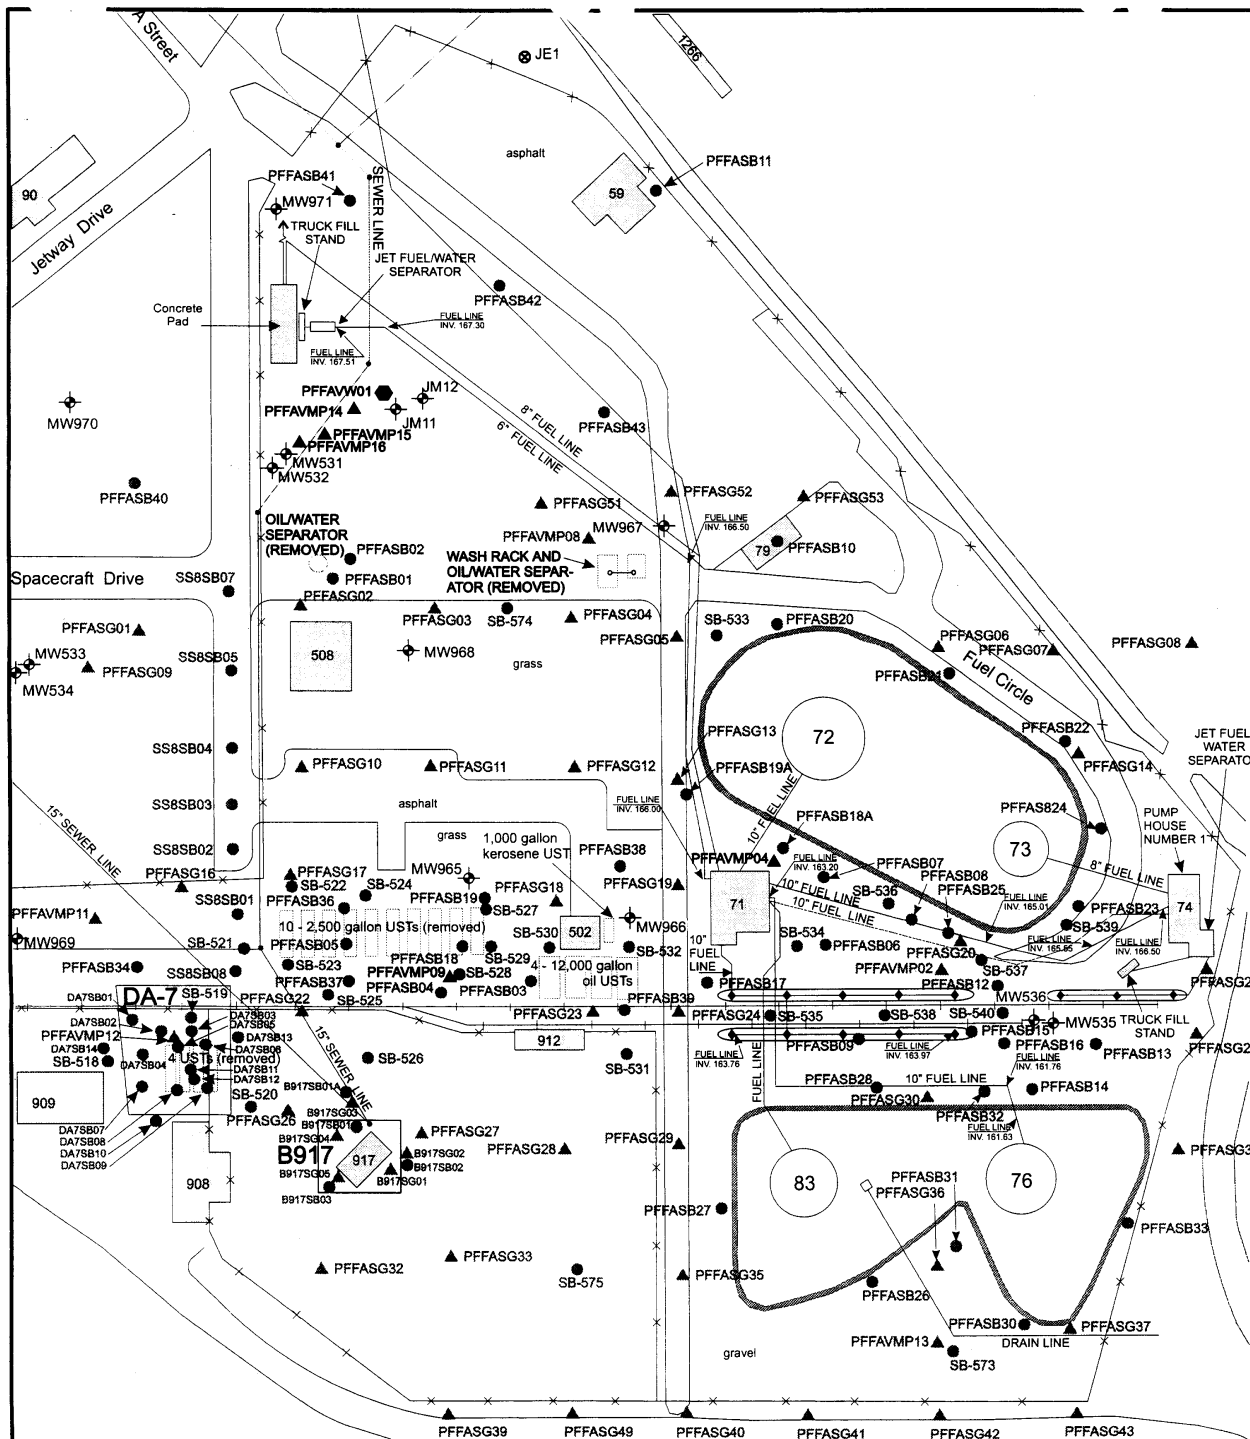 A Street
1266
JE1
asphalt
PFFASB11
59
90
Jetway Drive
PFFASB41
MW971
SEWER LINE
TRUCK FILL
STAND
JET FUEL/WATER
SEPARATOR
PFFASB42
Concrete
Pad
FUEL LINE
INV. 167.30
FUEL LINE
INV. 167.51
PFFAVW01
JM12
PFFAVMP14
JM11
MW970
8" FUEL LINE
6" FUEL LINE
PFFASB43
PFFAVMP15
PFFAVMP16
MW531
MW532
PFFASB40
PFFASG51
PFFASG52
PFFASG53
OIL/WATER
SEPARATOR
(REMOVED)
MW967
FUEL LINE
INV. 166.50
PFFAVMP08
PFFASB02
79
PFFASB10
WASH RACK AND
OIL/WATER SEPAR-
ATOR (REMOVED)
Spacecraft Drive
SS8SB07
PFFASB01
PFFASG02
PFFASG03
SB-574
PFFASG04
SB-533
PFFASB20
PFFASG01
PFFASG05
PFFASG06
PFFASG07
PFFASG08
MW533
PFFASG09
MW534
SS8SB05
508
MW968
grass
Fuel Circle
PFFASB21
PFFASB22
PFFASG13
72
JET FUEL
WATER
SEPARATO
SS8SB04
PFFASG10
PFFASG11
PFFASG12
PFFASB19A
PFFASG14
15" SEWER LINE
SS8SB03
asphalt
FUEL LINE
INV. 166.00
10" FUEL LINE
PFFAS824
PUMP
HOUSE
NUMBER 1
grass
1,000 gallon
kerosene UST
PFFASB18A
SS8SB02
PFFASB38
PFFAVMP04
FUEL LINE
INV. 163.20
PFFASB07
73
8" FUEL LINE
PFFASG16
PFFASG17
SB-522
SB-524
MW965
PFFASG18
PFFASG19
PFFASB08
PFFASB25
SB-536
10" FUEL LINE
10" FUEL LINE
FUEL LINE
INV. 165.01
PFFAVMP11
SS8SB01
PFFASB36
PFFASB19
SB-527
71
PFFASB23
74
10 - 2,500 gallon USTs (removed)
502
MW966
SB-539
MW969
SB-521
PFFASB05
PFFASB18
SB-529
SB-530
SB-532
SB-534
PFFASB06
PFFASG20
FUEL LINE
INV. 165.55
FUEL LINE
INV. 166.50
10"
FUEL
LINE
PFFASB34
SS8SB08
SB-523
PFFAVMP09
SB-528
4 - 12,000 gallon
oil USTs
PFFAVMP02
SB-537
PFFASB37
PFFASB04
PFFASB03
PFFASB17
PFFASB12
PFFASG2
DA-7
SB-519
PFFASG22
SB-525
PFFASB39
MW536
DA7SB01
DA7SB02
DA7SB03
DA7SB05
DA7SB13
PFFASG23
PFFASG24
SB-535
SB-538
SB-540
MW535
TRUCK FILL
STAND
PFFAVMP12
DA7SB14
DA7SB06
SB-518
DA7SB04
4 USTs (removed)
DA7SB11
DA7SB12
15" SEWER LINE
912
SB-526
SB-531
FUEL LINE
INV. 163.76
PFFASB09
FUEL LINE
INV. 163.97
PFFASB15
PFFASB16
FUEL LINE
INV. 161.76
PFFASB13
PFFASG2
909
B917SB01A
SB-520
FUEL LINE
PFFASB28
10" FUEL LINE
PFFASB14
PFFASG30
PFFASB32
DA7SB07
DA7SB08
DA7SB10
DA7SB09
PFFASG26
B917SG03
B917SB01
B917SG04
PFFASG27
PFFASG28
PFFASG29
FUEL LINE
INV. 161.63
PFFASG3
B917
917
B917SG02
B917SB02
B917SG05
B917SG01
B917SB03
908
83
76
PFFASB31
PFFASG36
PFFASB27
PFFASB33
PFFASG33
PFFASG32
SB-575
PFFASG35
PFFASB26
PFFASB30
PFFASG37
PFFAVMP13
DRAIN LINE
gravel
SB-573
PFFASG39
PFFASG49
PFFASG40
PFFASG41
PFFASG42
PFFASG43